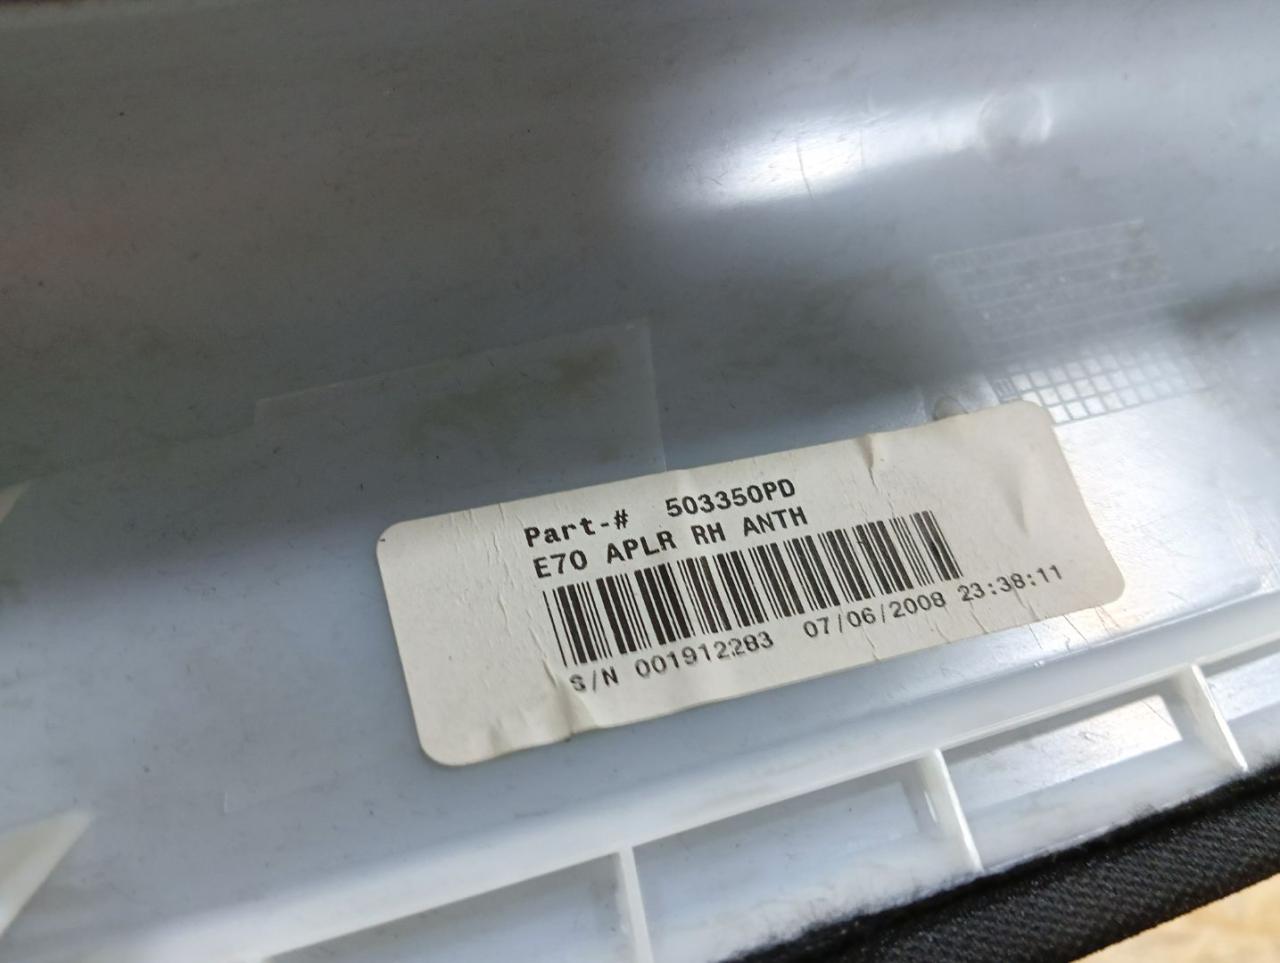 Part-# 503350PD
E70 APLR RH ANTH
S/N 001912283 07/06/2008 23:38:11